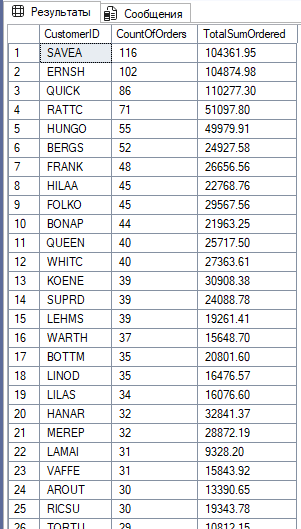 Результаты Сообщения
CustomerID CountOfOrders TotalSumOrdered
1 SAVEA 116 104361.95
2 ERNSH 102 104874.98
3 QUICK 86 110277.30
4 RATTC 71 51097.80
5 HUNGO 55 49979.91
6 BERGS 52 24927.58
7 FRANK 48 26656.56
8 HILAA 45 22768.76
9 FOLKO 45 29567.56
10 BONAP 44 21963.25
11 QUEEN 40 25717.50
12 WHITC 40 27363.61
13 KOENE 39 30908.38
14 SUPRD 39 24088.78
15 LEHMS 39 19261.41
16 WARTH 37 15648.70
17 BOTTM 35 20801.60
18 LINOD 35 16476.57
19 LILAS 34 16076.60
20 HANAR 32 32841.37
21 MEREP 32 28872.19
22 LAMAI 31 9328.20
23 VAFFE 31 15843.92
24 AROUT 30 13390.65
25 RICSU 30 19343.78
26 TORTU 29 10812.15